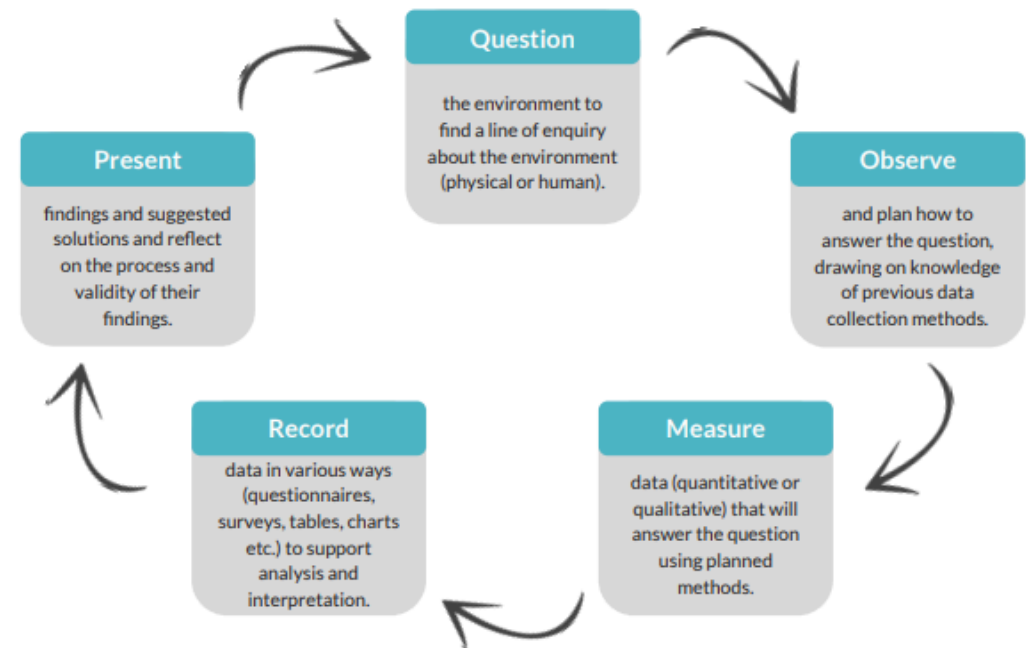 Question
the environment to
find a line of enquiry
about the environment
(physical or human).
Observe
and plan how to
answer the question,
drawing on knowledge
of previous data
collection methods.
Measure
data (quantitative or
qualitative) that will
answer the question
using planned
methods.
Record
data in various ways
(questionnaires,
surveys, tables, charts
etc.) to support
analysis and
interpretation.
Present
findings and suggested
solutions and reflect
on the process and
validity of their
findings.